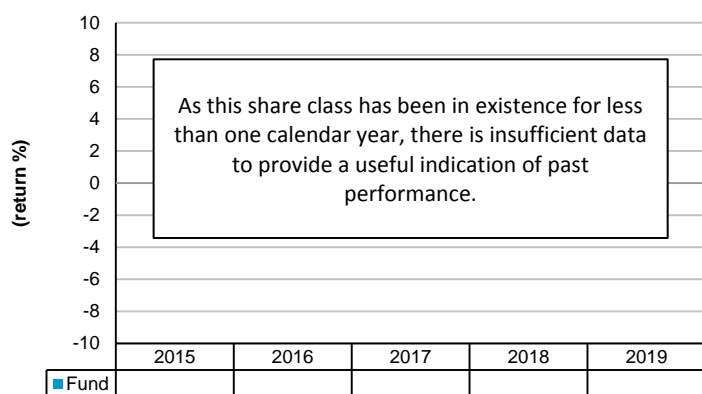 10
8
6
4
2
0
-2
-4
-6
-8
-10
(return %)
As this share class has been in existence for less
than one calendar year, there is insufficient data
to provide a useful indication of past
performance.
2015 2016 2017 2018 2019
Fund